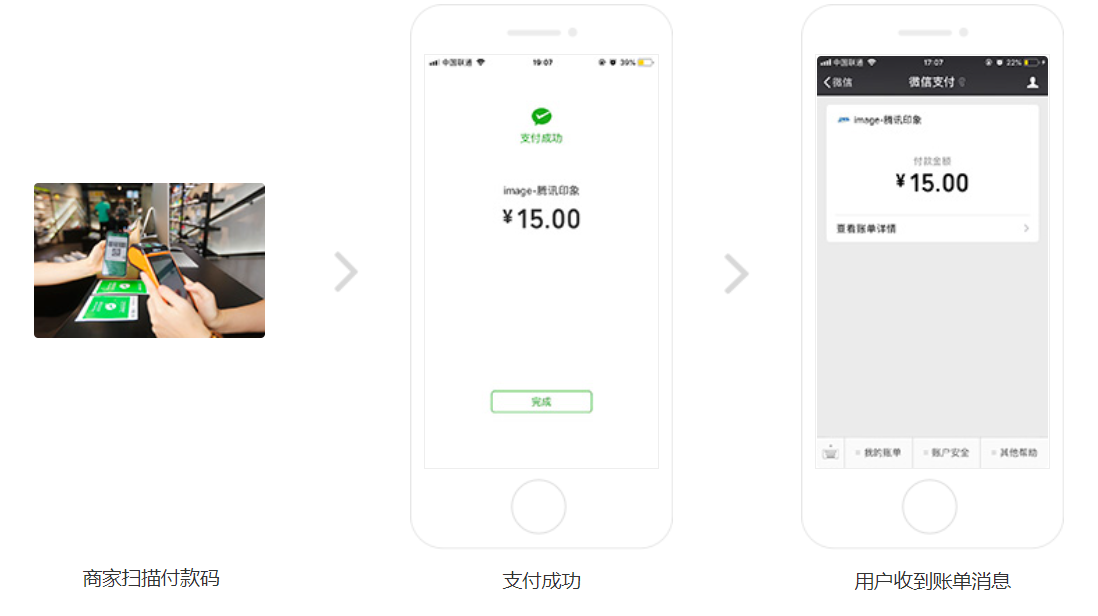 商家扫描付款码
中国联通 19:07 39%
支付成功
image-腾讯印象
¥15.00
完成
支付成功
中国联通 17:07 22%
微信 微信支付
image-腾讯印象
付款金额
¥15.00
查看账单详情
我的账单 账户安全 其他帮助
用户收到账单消息